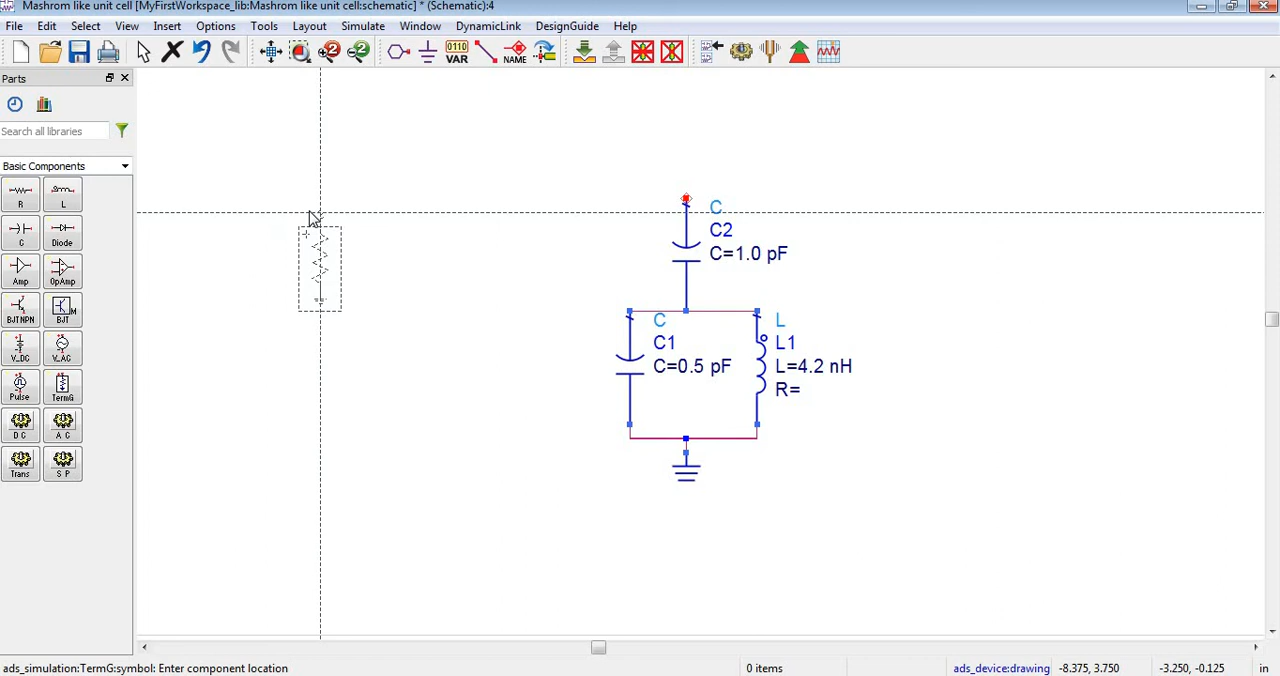 Mashrom like unit cell [MyFirstWorkspace_lib:Mashrom like unit cell:schematic] * (Schematic):4
File Edit Select View Insert Options Tools Layout Simulate Window DynamicLink DesignGuide Help
0110
VAR
NAME
Parts
Search all libraries
Basic Components
R L
C Diode
Amp OpAmp
BJTNPN BJT
M
V_DC V_AC
Pulse TermG
D C A C
Trans S P
C
C2
C=1.0 pF
C
C1
C=0.5 pF
L
L1
L=4.2 nH
R=
ads_simulation:TermG:symbol: Enter component location
0 items
ads_device:drawing
-8.375, 3.750
-3.250, -0.125
in